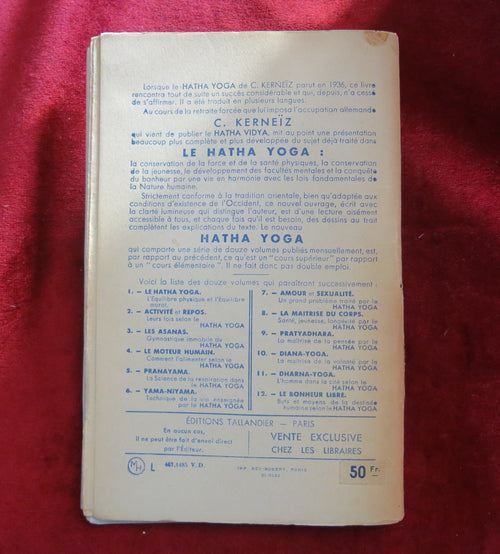 Lorsque le HATHA YOGA de C. KERNEÏZ parut en 1936, ce livre
rencontra tout de suite un succès considérable et qui, depuis, n'a cessé
de s'affirmer. Il a été traduit en plusieurs langues.
Au cours de la retraite forcée que lui imposa l'occupation allemande
C. KERNEÏZ
qui vient de publier le HATHA VIDYA, mit au point une présentation
beaucoup plus complète et plus développée du sujet déjà traité dans
LE HATHA YOGA :
la conservation de la force et de la santé physiques, la conservation
de la jeunesse, le développement des facultés mentales et la conquête
du bonheur par une vie en harmonie avec les lois fondamentales de
la Nature humaine.
Strictement conforme à la tradition orientale, bien qu'adaptée aux
conditions d'existence de l'Occident, ce nouvel ouvrage, écrit avec
la clarté lumineuse qui distingue l'auteur, est d'une lecture aisément
accessible à tous, et chaque fois qu'il est besoin, des dessins au trait
complètent les explications du texte. Le nouveau
HATHA YOGA
qui comporte une série de douze volumes publiés mensuellement, est,
par rapport au précédent, ce qu'est un "cours supérieur" par rapport
à un "cours élémentaire". Il ne fait donc pas double emploi.
Voici la liste des douze volumes qui paraîtront successivement :
1. — LE HATHA YOGA.
L'Equilibre physique et l'Equilibre
moral.
2. — ACTIVITÉ et REPOS.
Leurs lois selon le
HATHA YOGA
3. — LES ASANAS.
Gymnastique immobile du
HATHA YOGA
4. — LE MOTEUR HUMAIN.
Comment l'alimenter selon le
HATHA YOGA
5. — PRANAYAMA.
La Science de la respiration dans
le HATHA YOGA
6. — YAMA-NIYAMA.
Technique de la vie enseignée
par le HATHA YOGA
7. — AMOUR et SEXUALITÉ.
Un grand problème traité par le
HATHA YOGA
8. — LA MAITRISE DU CORPS.
Santé, jeunesse, longévité par le
HATHA YOGA
9. — PRATYADHARA.
La maîtrise de la pensée par le
HATHA YOGA
10. — DIANA-YOGA.
La maîtrise de la volonté par le
HATHA YOGA
11. — DHARNA-YOGA.
L'homme dans la cité selon le
HATHA YOGA
12. — LE BONHEUR LIBRE.
Buts et moyens de la destinée
humaine selon le HATHA YOGA
ÉDITIONS TALLANDIER — PARIS
En aucun cas,
il ne peut être fait d'envoi direct
par l'Éditeur.
VENTE EXCLUSIVE
CHEZ LES LIBRAIRES
MH L 467.1485 V. D.
IMP. RÉY-ROBERT, PARIS
50 Fr.